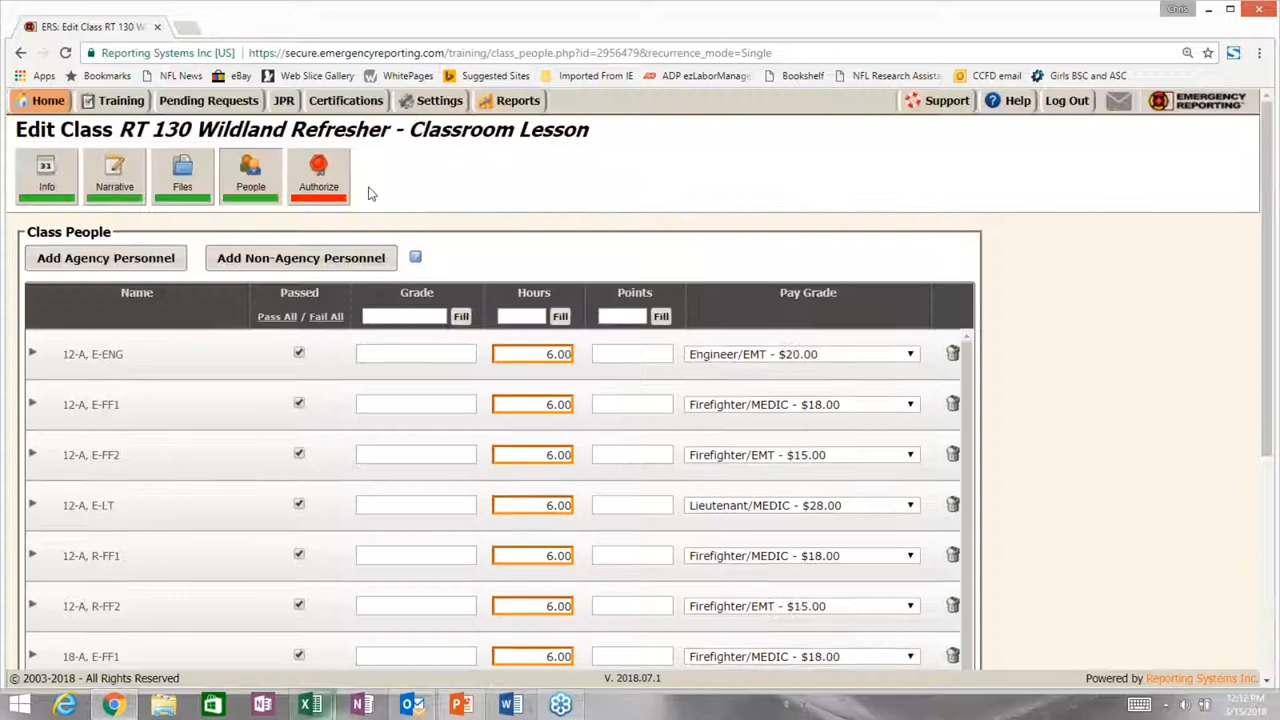 Chris
ERS: Edit Class RT 130 W
Reporting Systems Inc [US] https://secure.emergencyreporting.com/training/class_people.php?id=2956479&recurrence_mode=Single
Apps Bookmarks NFL News eBay Web Slice Gallery WhitePages Suggested Sites Imported From IE ADP ezLaborManage Bookshelf NFL Research Assista CCFD email Girls BSC and ASC
Home Training Pending Requests JPR Certifications Settings Reports Support Help Log Out EMERGENCY REPORTING
Edit Class RT 130 Wildland Refresher - Classroom Lesson
31
Info Narrative Files People Authorize
Class People
Add Agency Personnel Add Non-Agency Personnel ?
Name Passed Grade Hours Points Pay Grade
Pass All / Fail All Fill Fill Fill
12-A, E-ENG 6.00 Engineer/EMT - $20.00
12-A, E-FF1 6.00 Firefighter/MEDIC - $18.00
12-A, E-FF2 6.00 Firefighter/EMT - $15.00
12-A, E-LT 6.00 Lieutenant/MEDIC - $28.00
12-A, R-FF1 6.00 Firefighter/MEDIC - $18.00
12-A, R-FF2 6.00 Firefighter/EMT - $15.00
18-A, E-FF1 6.00 Firefighter/MEDIC - $18.00
© 2003-2018 - All Rights Reserved V. 2018.07.1 Powered by Reporting Systems Inc.
12:12 PM
3/15/2018